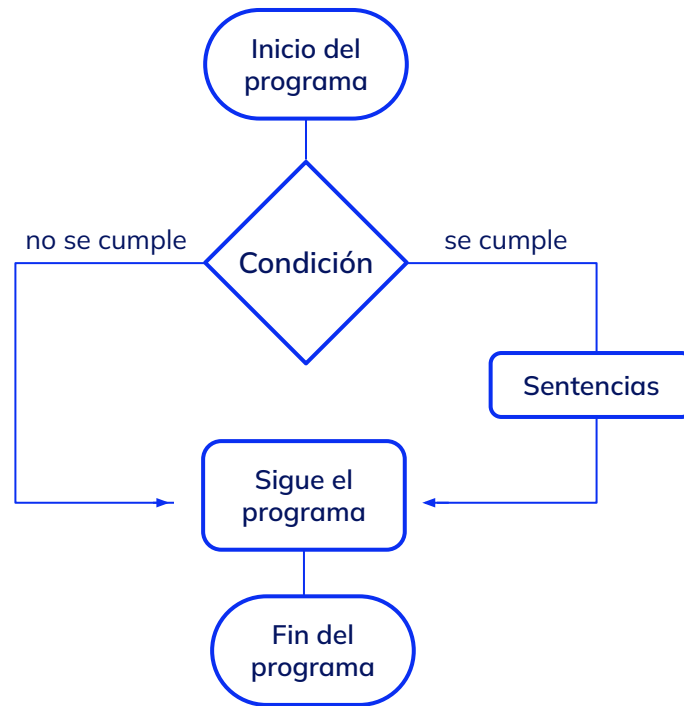 Inicio del
programa
no se cumple
se cumple
Condición
Sentencias
Sigue el
programa
Fin del
programa